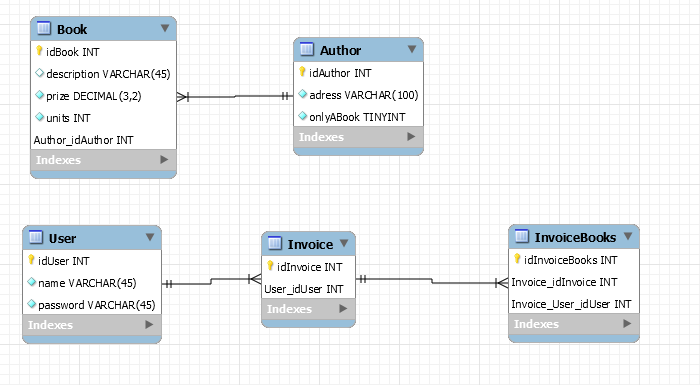 Book
idBook INT
description VARCHAR(45)
prize DECIMAL(3,2)
units INT
Author_idAuthor INT
Indexes
Author
idAuthor INT
adress VARCHAR(100)
onlyABook TINYINT
Indexes
User
idUser INT
name VARCHAR(45)
password VARCHAR(45)
Indexes
Invoice
idInvoice INT
User_idUser INT
Indexes
InvoiceBooks
idInvoiceBooks INT
Invoice_idInvoice INT
Invoice_User_idUser INT
Indexes